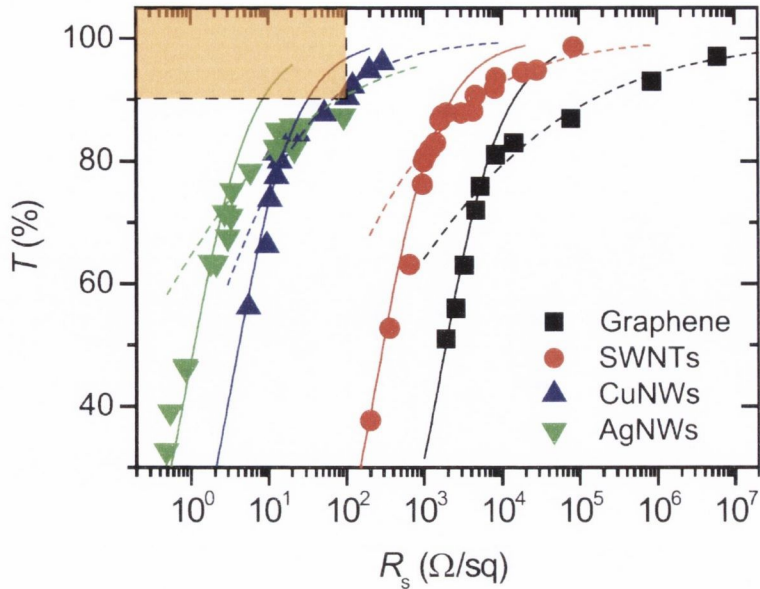 100
80
60
40
T (%)
Graphene
SWNTs
CuNWs
AgNWs
10⁰ 10¹ 10² 10³ 10⁴ 10⁵ 10⁶ 10⁷
Rₛ (Ω/sq)